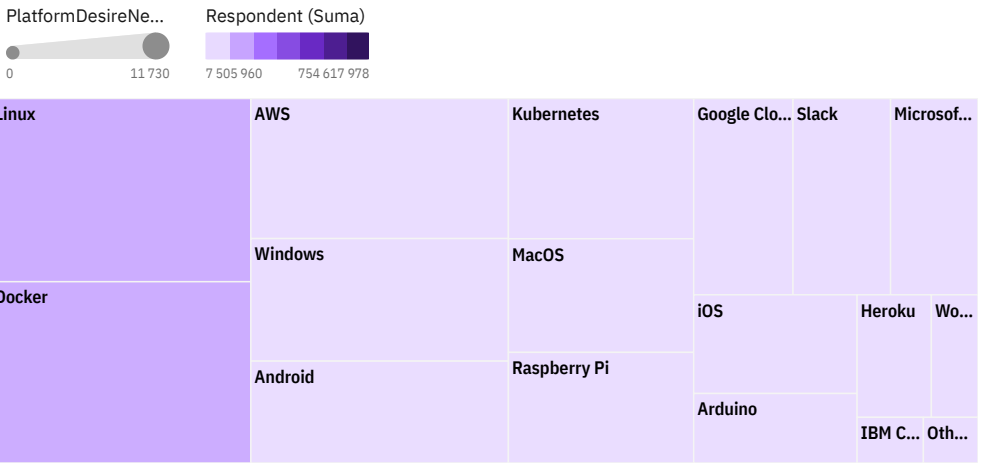 PlatformDesireNe...
Respondent (Suma)
0
11 730
7 505 960
754 617 978
Linux
AWS
Kubernetes
Google Clo...
Slack
Microsof...
Windows
MacOS
Docker
iOS
Heroku
Wo...
Android
Raspberry Pi
Arduino
IBM C...
Oth...